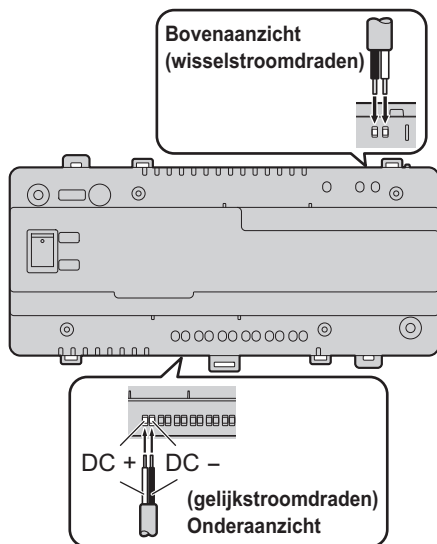 Bovenaanzicht
(wisselstroomdraden)
DC + DC –
(gelijkstroomdraden)
Onderaanzicht